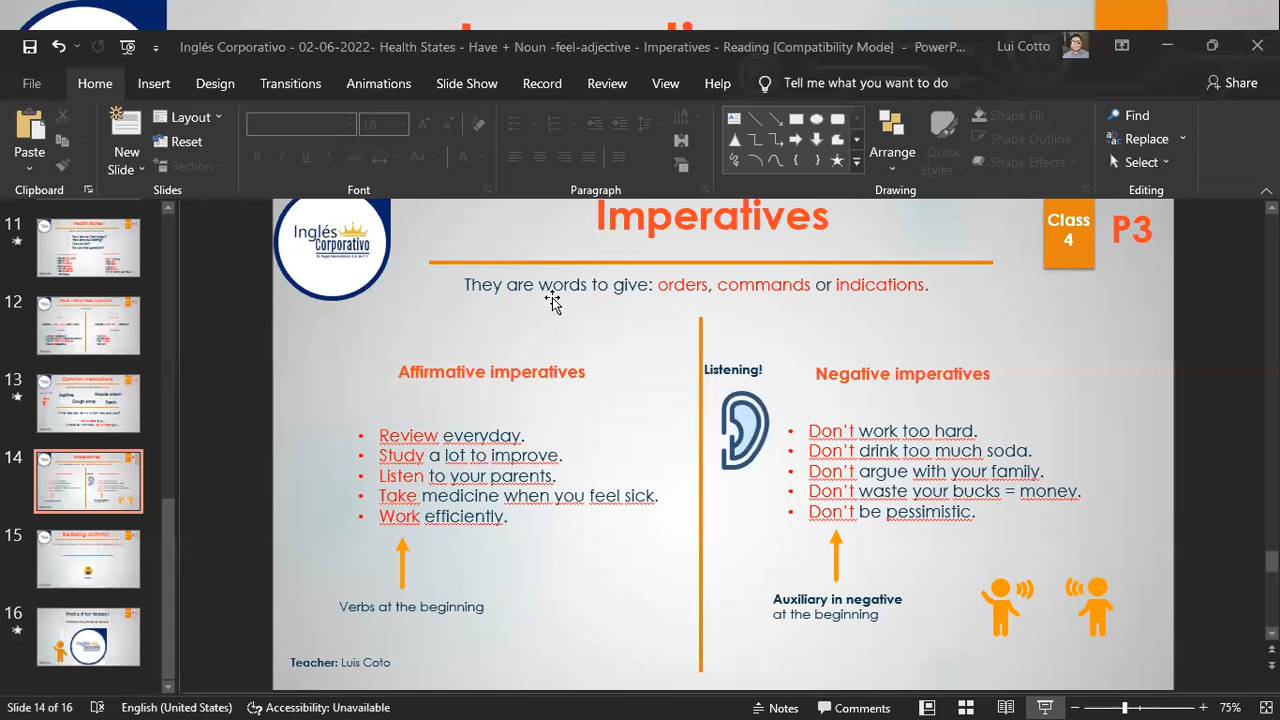 Inglés Corporativo - 02-06-2022- Health States - Have + Noun -feel-adjective - Imperatives - Reading [Compatibility Mode] - PowerP...
Lui Cotto
File
Home
Insert
Design
Transitions
Animations
Slide Show
Record
Review
View
Help
Tell me what you want to do
Share
Paste
New
Slide
Layout
Reset
Section
18
Arrange
Quick
Styles
Shape Fill
Shape Outline
Shape Effects
Find
Replace
Select
Clipboard
Slides
Font
Paragraph
Drawing
Editing
11
12
13
14
15
16
Inglés
Corporativo
Imperatives
Class
4
P3
They are words to give: orders, commands or indications.
Affirmative imperatives
• Review everyday.
• Study a lot to improve.
• Listen to your parents.
• Take medicine when you feel sick.
• Work efficiently.
Verbs at the beginning
Teacher: Luis Coto
Listening!
Negative imperatives
• Don't work too hard.
• Don't drink too much soda.
• Don't argue with your family.
• Don't waste your bucks = money.
• Don't be pessimistic.
Auxiliary in negative
at the beginning
Slide 14 of 16
English (United States)
Accessibility: Unavailable
Notes
Comments
75%